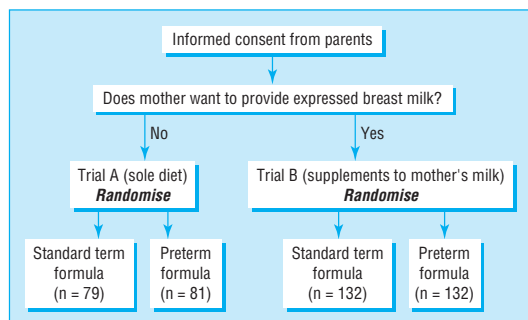 Informed consent from parents
Does mother want to provide expressed breast milk?
No
Yes
Trial A (sole diet)
Randomise
Trial B (supplements to mother's milk)
Randomise
Standard term
formula
(n = 79)
Preterm
formula
(n = 81)
Standard term
formula
(n = 132)
Preterm
formula
(n = 132)